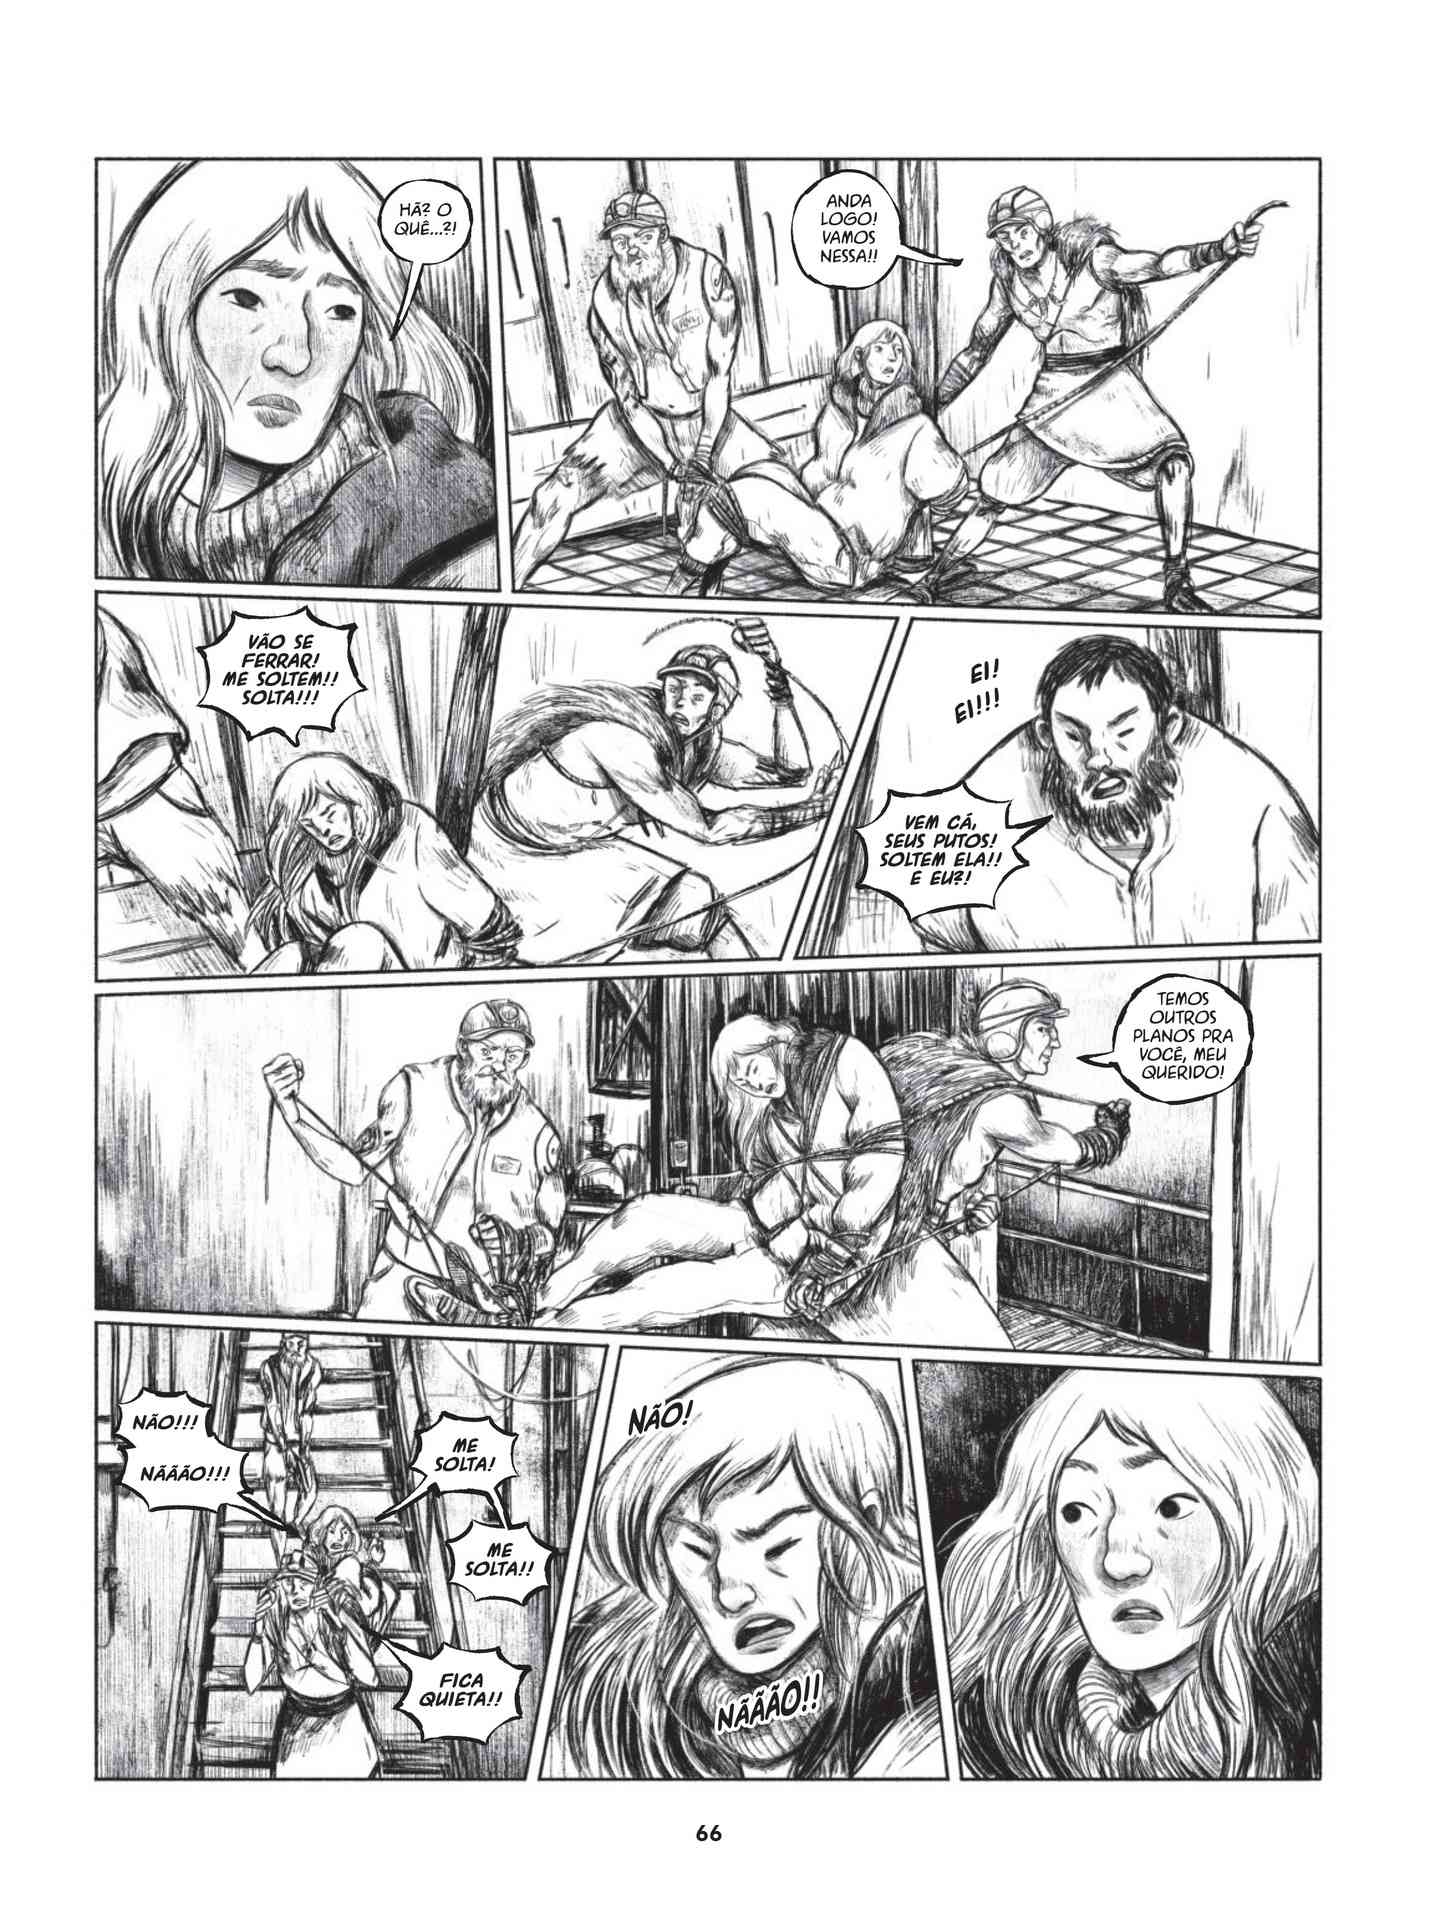 HÃ? O
QUÊ...?!
ANDA
LOGO!
VAMOS
NESSA!!
VÃO SE
FERRAR!
ME SOLTEM!!
SOLTA!!!
EI!
EI!!!
VEM CÁ,
SEUS PUTOS!
SOLTEM ELA!!
E EU?!
TEMOS
OUTROS
PLANOS PRA
VOCÊ, MEU
QUERIDO!
NÃO!!!
NÃÃÃO!!!
ME
SOLTA!
ME
SOLTA!!
FICA
QUIETA!!
NÃO!
NÃÃÃO!!
66